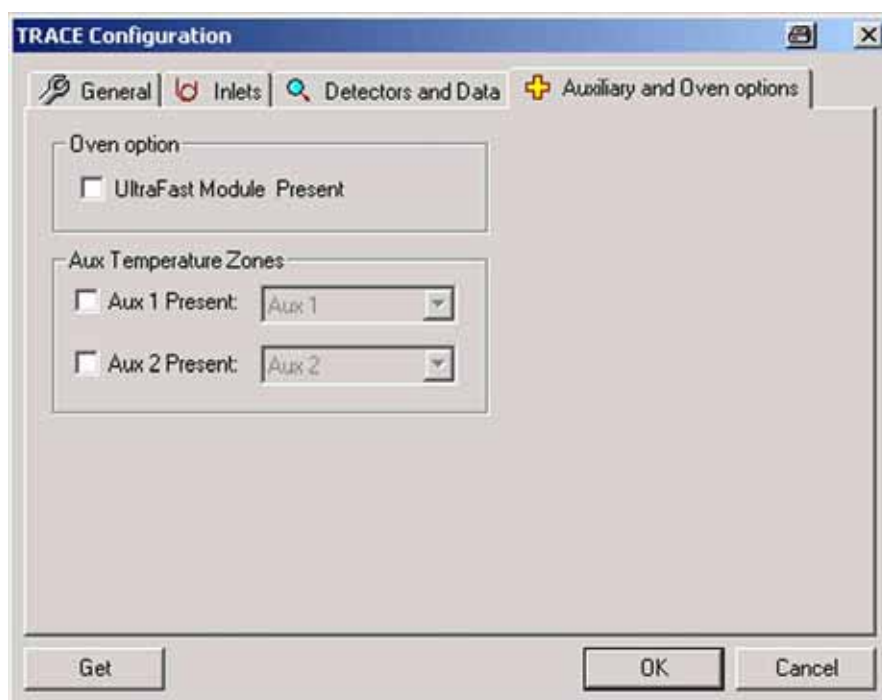 TRACE Configuration
General Inlets Detectors and Data Auxiliary and Oven options
Oven option
UltraFast Module Present
Aux Temperature Zones
Aux 1 Present: Aux 1
Aux 2 Present: Aux 2
Get OK Cancel